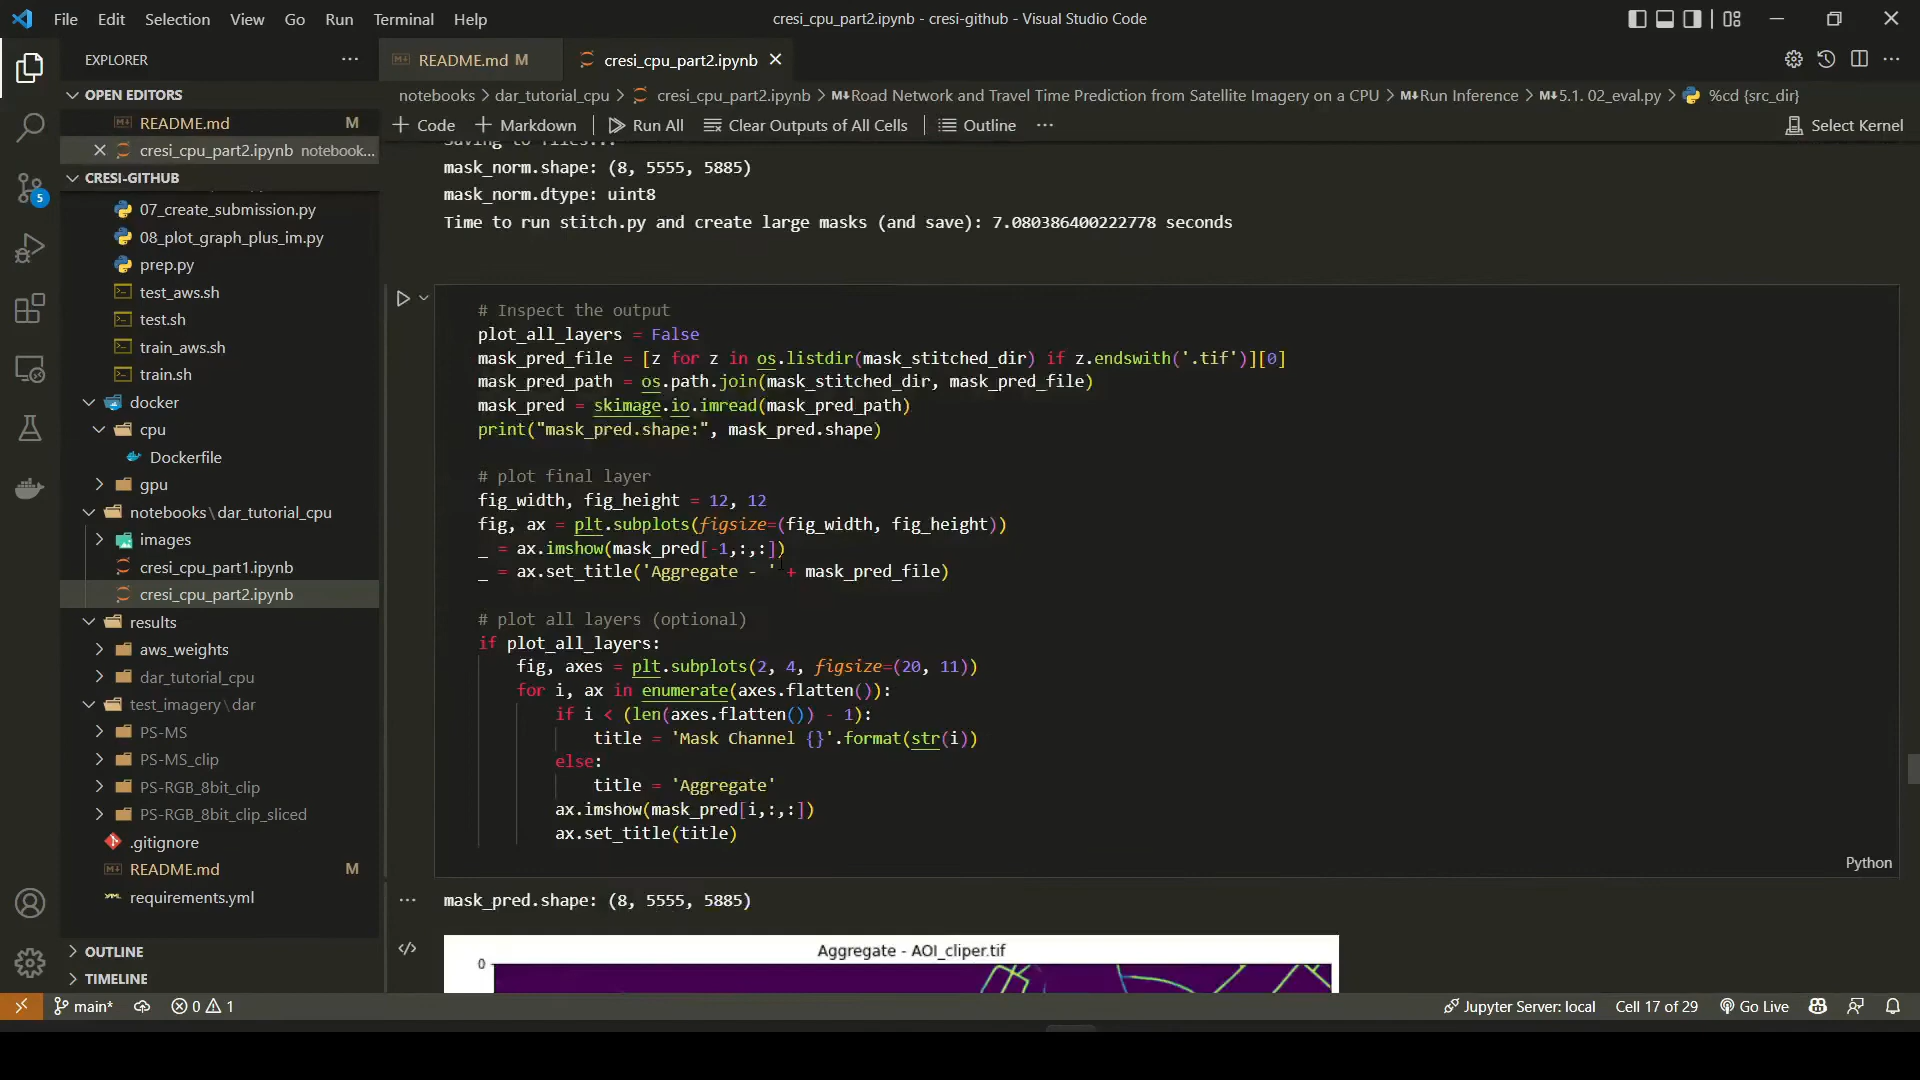 File Edit Selection View Go Run Terminal Help
cresi_cpu_part2.ipynb - cresi-github - Visual Studio Code
EXPLORER
README.md M
cresi_cpu_part2.ipynb
OPEN EDITORS
README.md M
cresi_cpu_part2.ipynb notebook...
CRESI-GITHUB
07_create_submission.py
08_plot_graph_plus_im.py
prep.py
test_aws.sh
test.sh
train_aws.sh
train.sh
docker
cpu
Dockerfile
gpu
notebooks\dar_tutorial_cpu
images
cresi_cpu_part1.ipynb
cresi_cpu_part2.ipynb
results
aws_weights
dar_tutorial_cpu
test_imagery\dar
PS-MS
PS-MS_clip
PS-RGB_8bit_clip
PS-RGB_8bit_clip_sliced
.gitignore
README.md M
requirements.yml
OUTLINE
TIMELINE
notebooks > dar_tutorial_cpu > cresi_cpu_part2.ipynb > M↓Road Network and Travel Time Prediction from Satellite Imagery on a CPU > M↓Run Inference > M↓5.1. 02_eval.py > %cd {src_dir}
+ Code + Markdown Run All Clear Outputs of All Cells Outline ··· Select Kernel
Saving to files...
mask_norm.shape: (8, 5555, 5885)
mask_norm.dtype: uint8
Time to run stitch.py and create large masks (and save): 7.080386400222778 seconds
# Inspect the output
plot_all_layers = False
mask_pred_file = [z for z in os.listdir(mask_stitched_dir) if z.endswith('.tif')][0]
mask_pred_path = os.path.join(mask_stitched_dir, mask_pred_file)
mask_pred = skimage.io.imread(mask_pred_path)
print("mask_pred.shape:", mask_pred.shape)
# plot final layer
fig_width, fig_height = 12, 12
fig, ax = plt.subplots(figsize=(fig_width, fig_height))
_ = ax.imshow(mask_pred[-1,:,:])
_ = ax.set_title('Aggregate - ' + mask_pred_file)
# plot all layers (optional)
if plot_all_layers:
fig, axes = plt.subplots(2, 4, figsize=(20, 11))
for i, ax in enumerate(axes.flatten()):
if i < (len(axes.flatten()) - 1):
title = 'Mask Channel {}'.format(str(i))
else:
title = 'Aggregate'
ax.imshow(mask_pred[i,:,:])
ax.set_title(title)
Python
mask_pred.shape: (8, 5555, 5885)
Aggregate - AOI_cliper.tif
0
5
main* 0 1
Jupyter Server: local Cell 17 of 29 Go Live